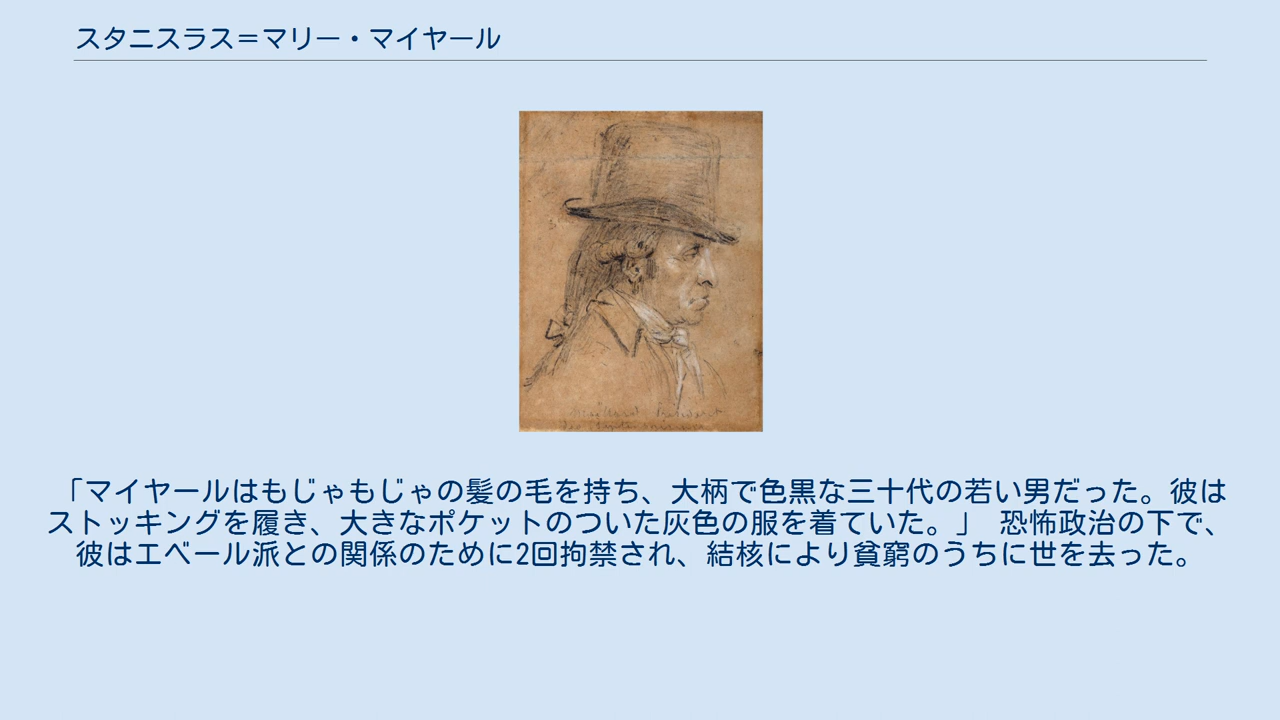 スタニスラス＝マリー・マイヤール
「マイヤールはもじゃもじゃの髪の毛を持ち、大柄で色黒な三十代の若い男だった。彼は
ストッキングを履き、大きなポケットのついた灰色の服を着ていた。」 恐怖政治の下で、
彼はエベール派との関係のために2回拘禁され、結核により貧窮のうちに世を去った。